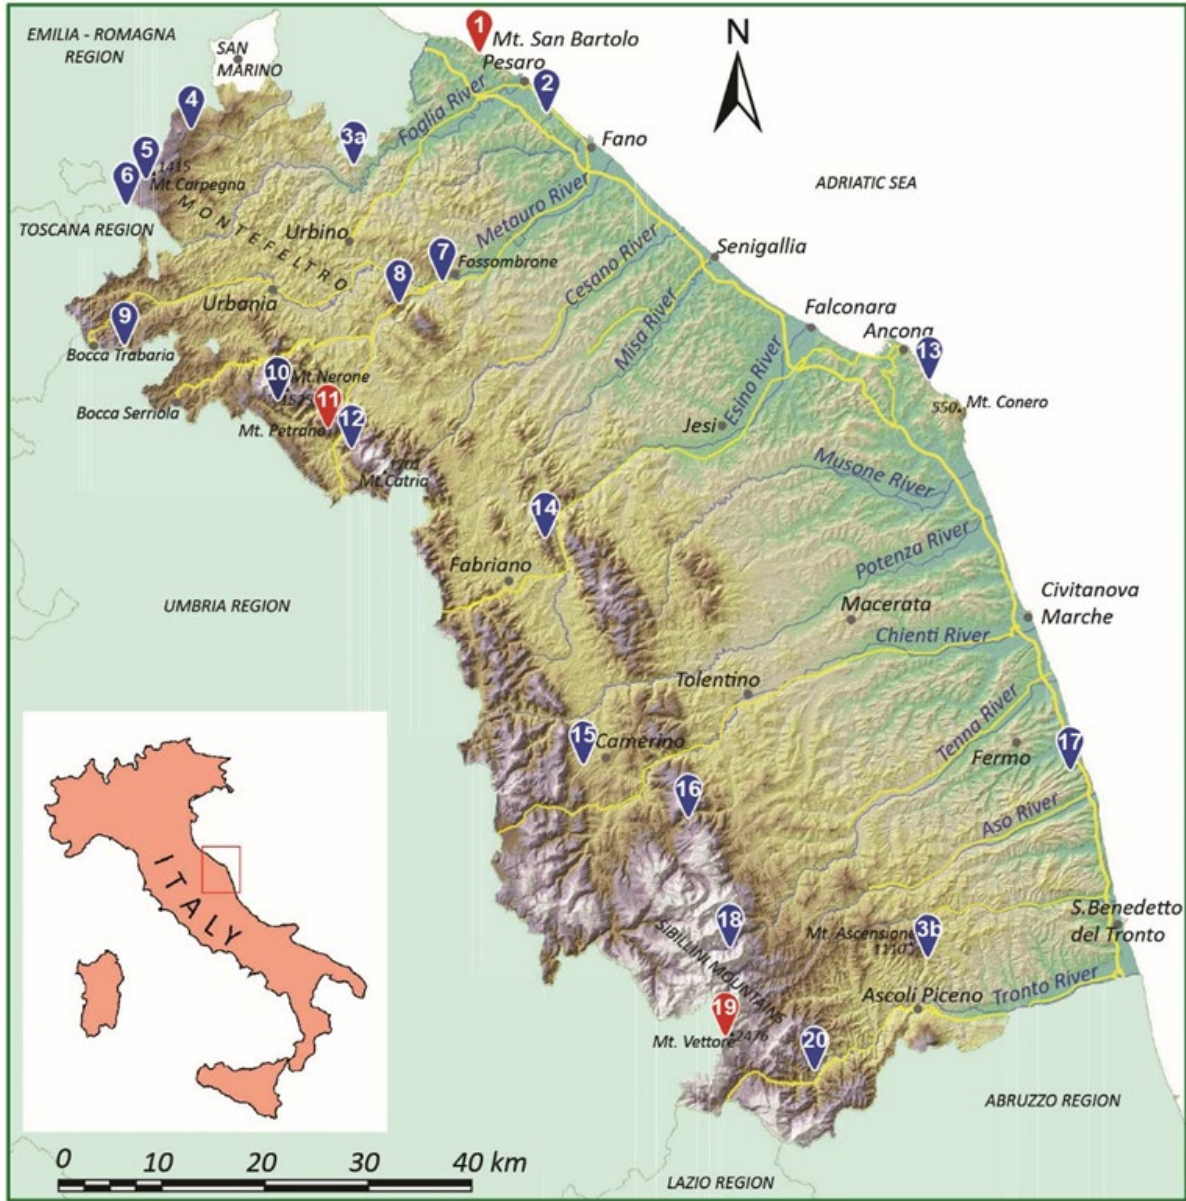 EMILIA - ROMAGNA
REGION
SAN
MARINO
1
Mt. San Bartolo
Pesaro
N
2
4
3a
Foglia River
Fano
5
1415
6
Mt.Carpegna
ADRIATIC SEA
MONTEFELTRO
Metauro River
TOSCANA REGION
Urbino
7
Senigallia
8
Fossombrone
Cesano River
Urbania
Misa River
Falconara
9
Ancona
Bocca Trabaria
13
10
Mt.Nerone
Esino River
11
550
Mt. Conero
Bocca Serriola
12
Mt. Petrano
Jesi
Mt.Catria
Musone River
14
Potenza River
Fabriano
UMBRIA REGION
Civitanova
Marche
Macerata
Chienti River
Tolentino
Tenna River
15
Camerino
17
Fermo
16
Aso River
ITALY
18
SIBILLINI MOUNTAINS
Mt. Ascensione
1110
3b
S.Benedetto
del Tronto
Ascoli Piceno
Tronto River
19
Mt. Vettore
2476
20
ABRUZZO REGION
0 10 20 40 km
LAZIO REGION